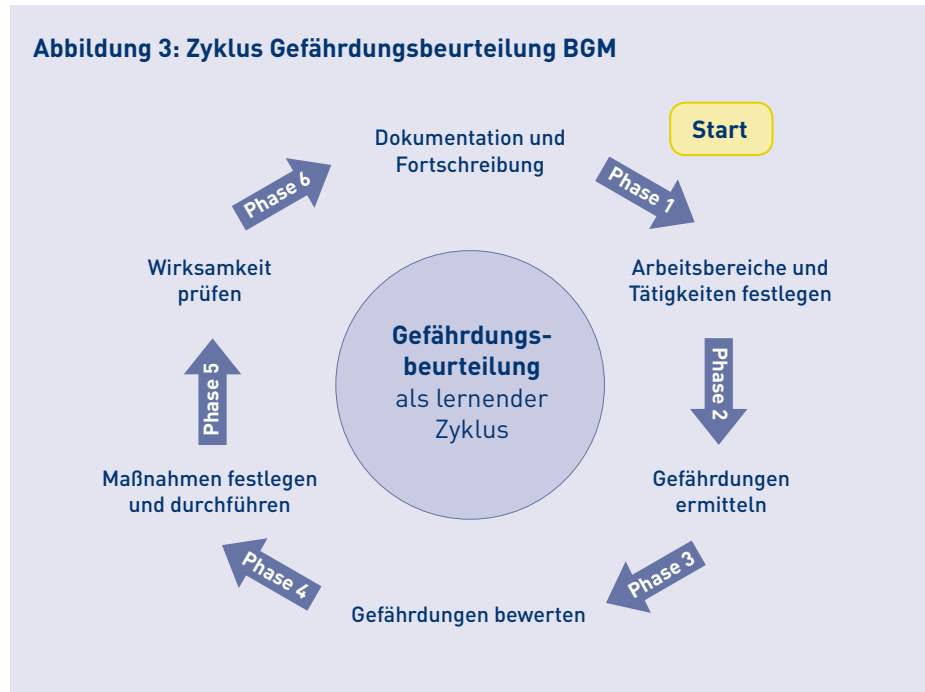 Abbildung 3: Zyklus Gefährdungsbeurteilung BGM
Start
Phase 1
Arbeitsbereiche und
Tätigkeiten festlegen
Phase 2
Gefährdungen
ermitteln
Phase 3
Gefährdungen bewerten
Phase 4
Maßnahmen festlegen
und durchführen
Phase 5
Wirksamkeit
prüfen
Phase 6
Dokumentation und
Fortschreibung
Gefährdungs-
beurteilung
als lernender
Zyklus